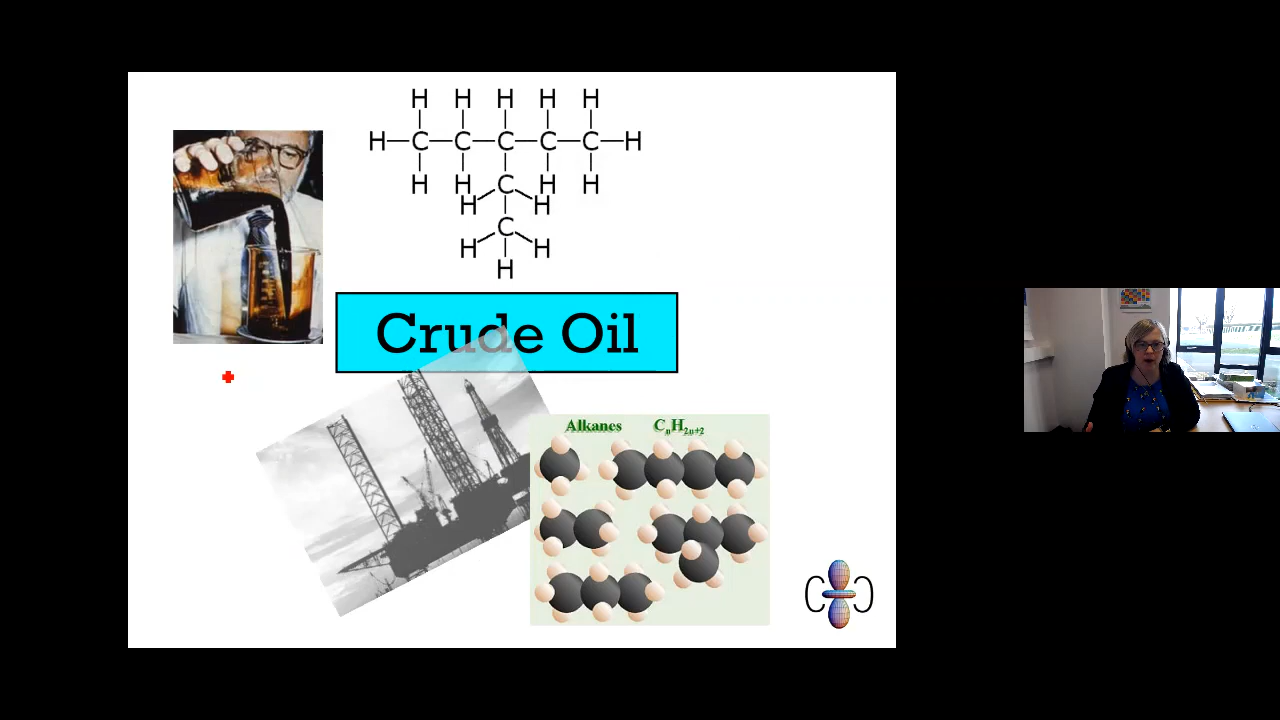 H H H H H
H C C C C C H
H H H H
C
H H
C
H H
H
Crude Oil
Alkanes CₙH₂ₙ₊₂